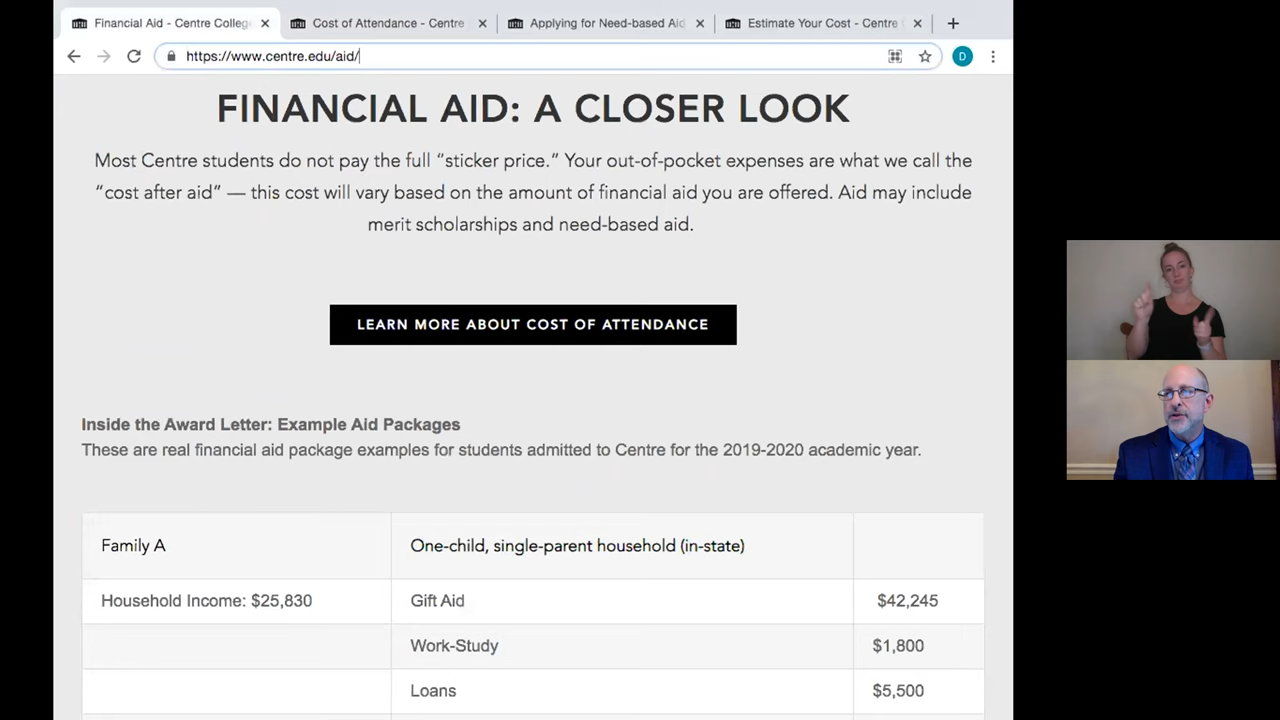 Financial Aid - Centre College
Cost of Attendance - Centre
Applying for Need-based Aid
Estimate Your Cost - Centre
https://www.centre.edu/aid/
D
FINANCIAL AID: A CLOSER LOOK
Most Centre students do not pay the full “sticker price.” Your out-of-pocket expenses are what we call the
“cost after aid” — this cost will vary based on the amount of financial aid you are offered. Aid may include
merit scholarships and need-based aid.
LEARN MORE ABOUT COST OF ATTENDANCE
Inside the Award Letter: Example Aid Packages
These are real financial aid package examples for students admitted to Centre for the 2019-2020 academic year.
Family A One-child, single-parent household (in-state)
Household Income: $25,830 Gift Aid $42,245
Work-Study $1,800
Loans $5,500